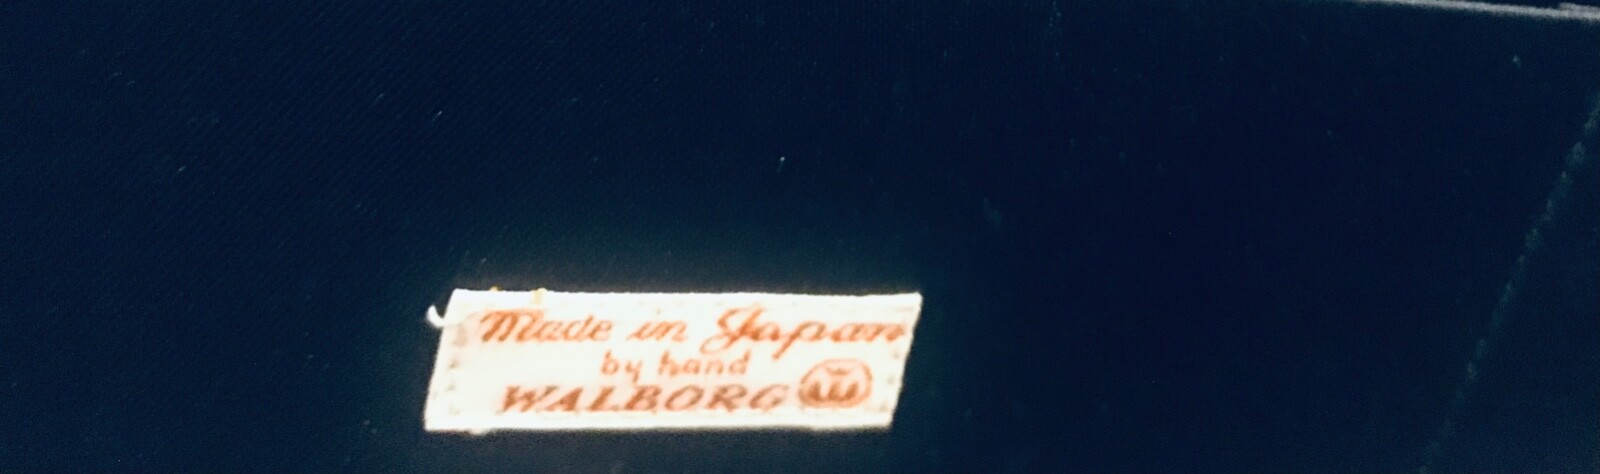 Made in Japan
by hand
WALBORG